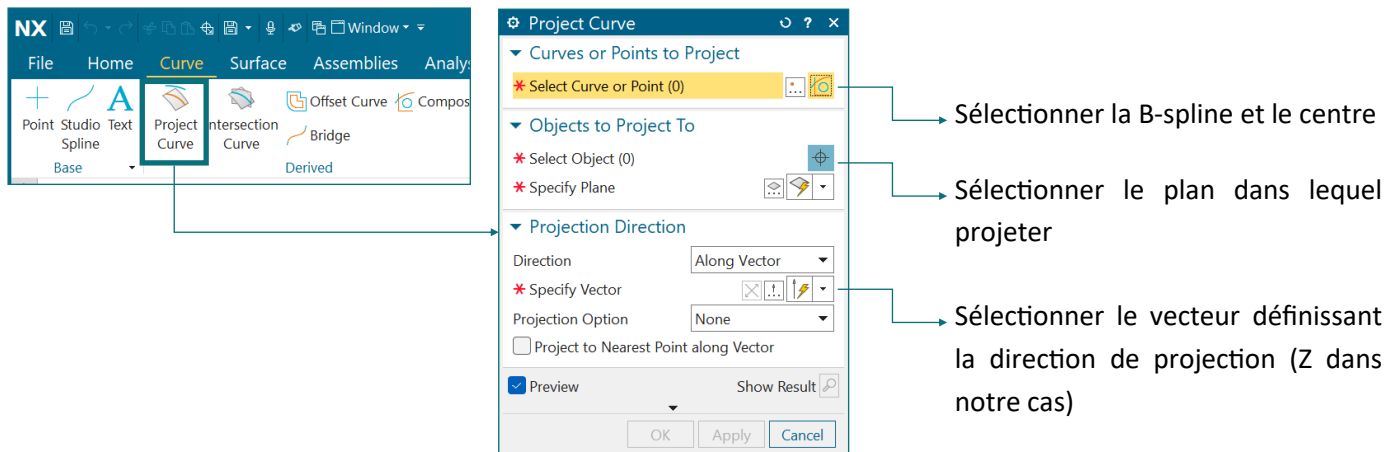 NX Window
File Home Curve Surface Assemblies Analy
Point Studio Spline Text Project Curve ntersection Curve Offset Curve Compos
Bridge
Base Derived
Project Curve
Curves or Points to Project
* Select Curve or Point (0)
Objects to Project To
* Select Object (0)
* Specify Plane
Projection Direction
Direction Along Vector
* Specify Vector
Projection Option None
Project to Nearest Point along Vector
Preview Show Result
OK Apply Cancel
Sélectionner la B-spline et le centre
Sélectionner le plan dans lequel
projeter
Sélectionner le vecteur définissant
la direction de projection (Z dans
notre cas)